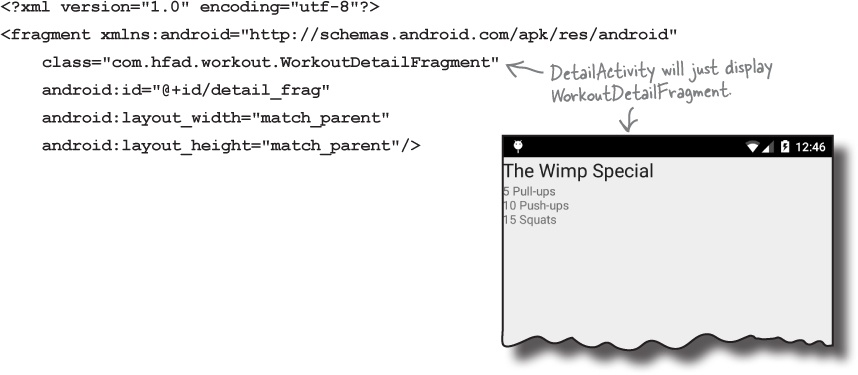 <?xml version="1.0" encoding="utf-8"?>
<fragment xmlns:android="http://schemas.android.com/apk/res/android"
class="com.hfad.workout.WorkoutDetailFragment"
android:id="@+id/detail_frag"
android:layout_width="match_parent"
android:layout_height="match_parent"/>
DetailActivity will just display
WorkoutDetailFragment.
12:46
The Wimp Special
5 Pull-ups
10 Push-ups
15 Squats